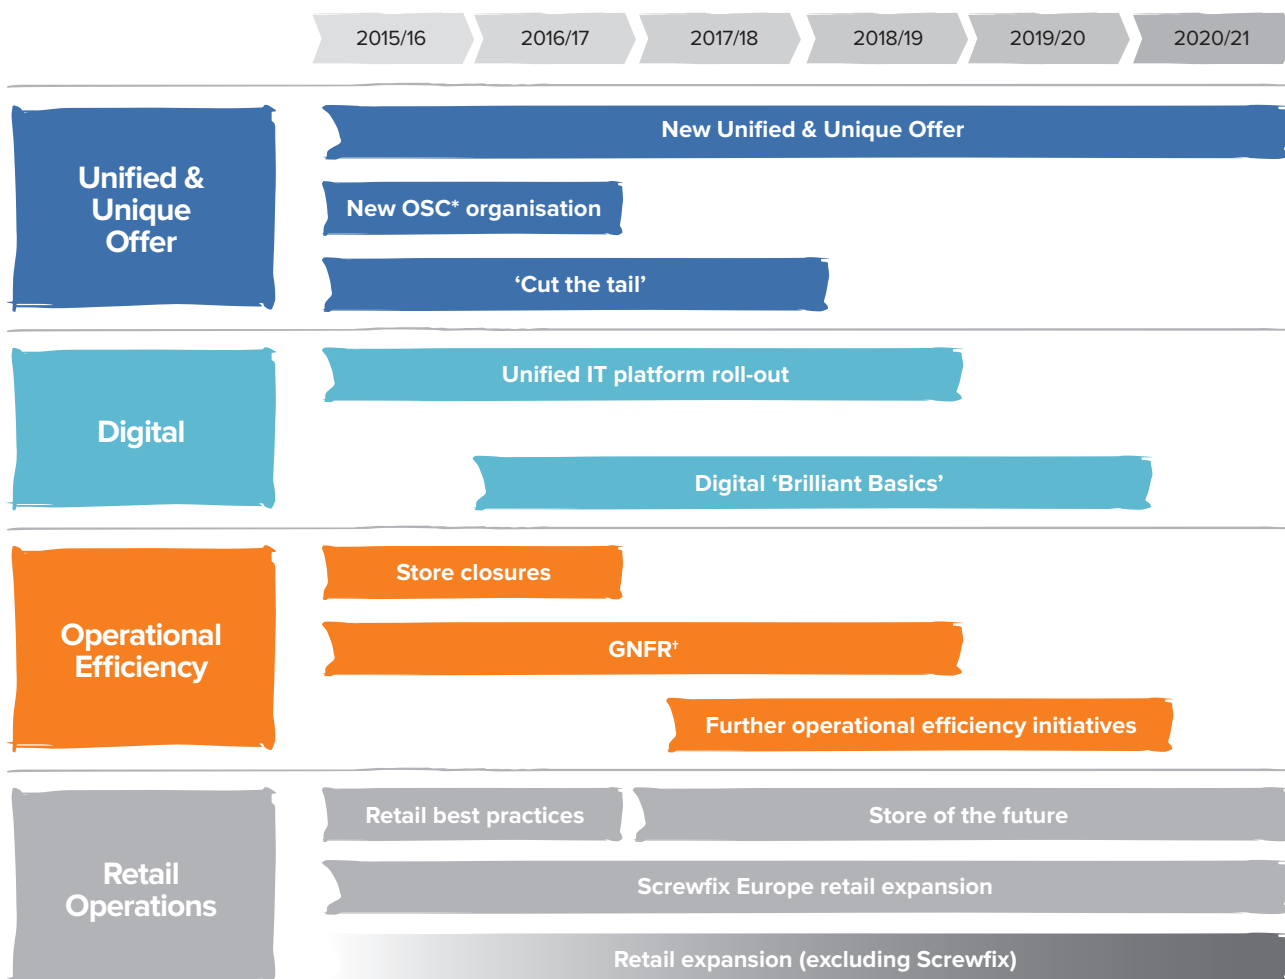 2015/16
2016/17
2017/18
2018/19
2019/20
2020/21
Unified &
Unique
Offer
New Unified & Unique Offer
New OSC* organisation
‘Cut the tail’
Digital
Unified IT platform roll-out
Digital ‘Brilliant Basics’
Operational
Efficiency
Store closures
GNFR†
Further operational efficiency initiatives
Retail
Operations
Retail best practices
Store of the future
Screwfix Europe retail expansion
Retail expansion (excluding Screwfix)